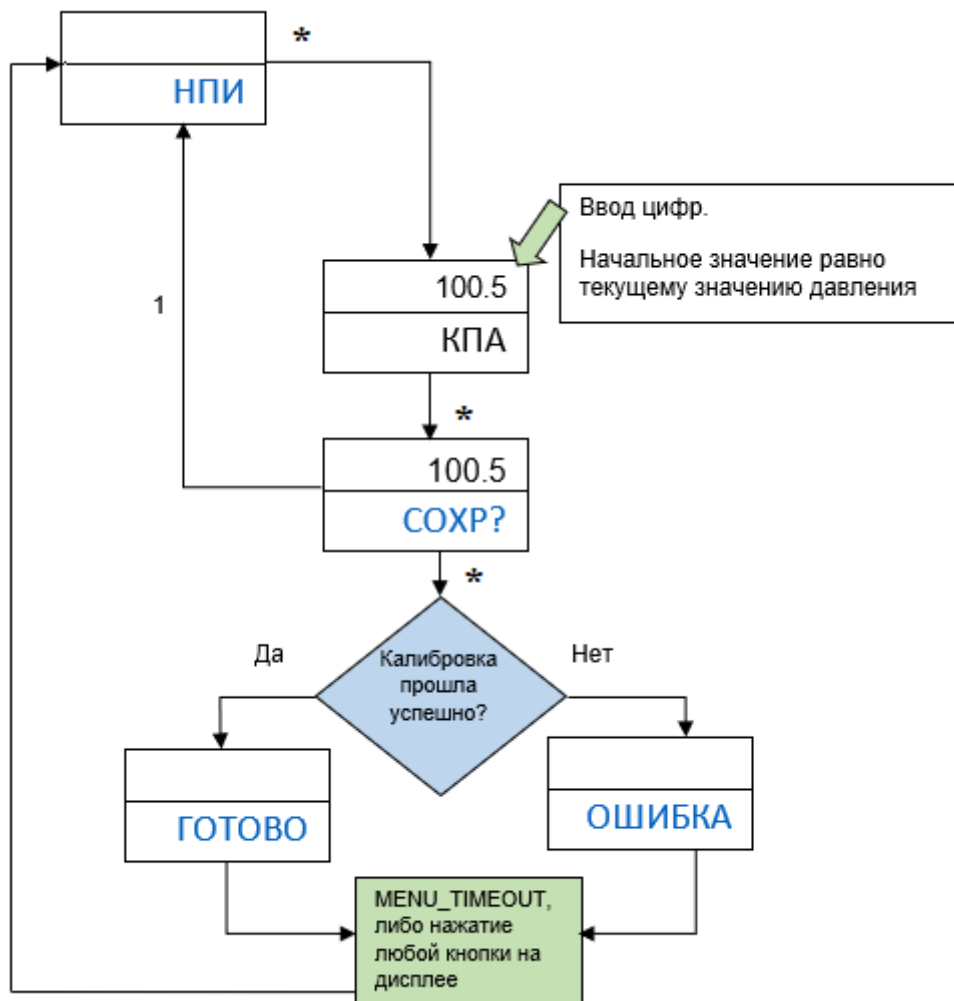 *
НПИ
Ввод цифр.
Начальное значение равно
текущему значению давления
100.5
КПА
1
*
100.5
СОХР?
*
Да
Нет
Калибровка
прошла
успешно?
ГОТОВО
ОШИБКА
MENU_TIMEOUT,
либо нажатие
любой кнопки на
дисплее